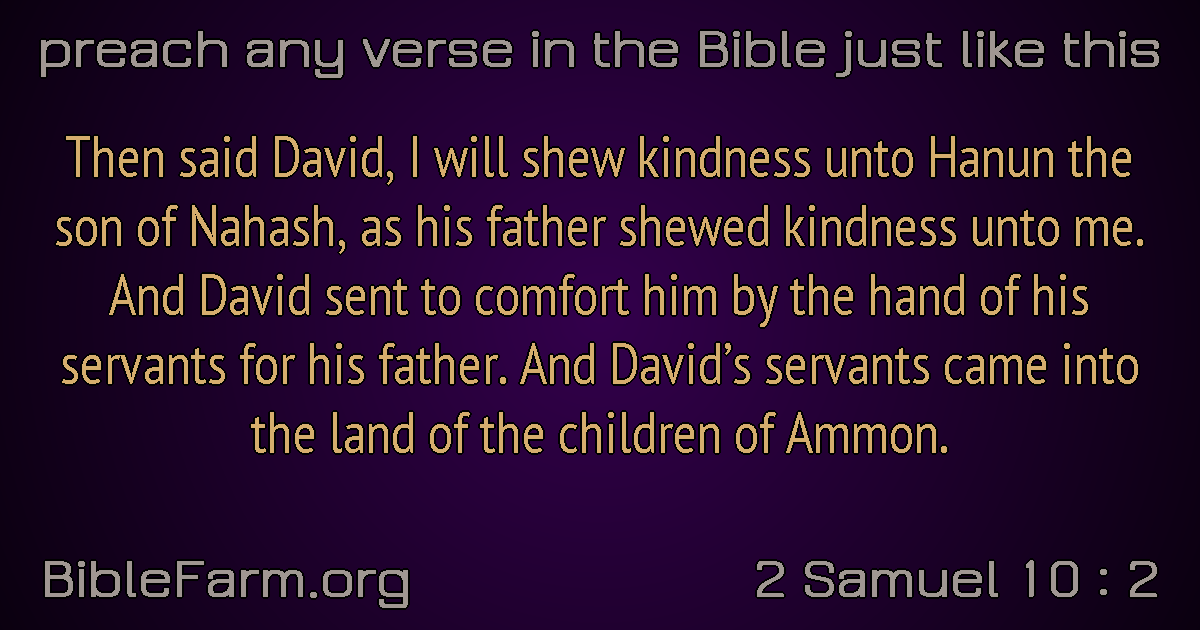 preach any verse in the Bible just like this
Then said David, I will shew kindness unto Hanun the
son of Nahash, as his father shewed kindness unto me.
And David sent to comfort him by the hand of his
servants for his father. And David’s servants came into
the land of the children of Ammon.
BibleFarm.org
2 Samuel 10 : 2